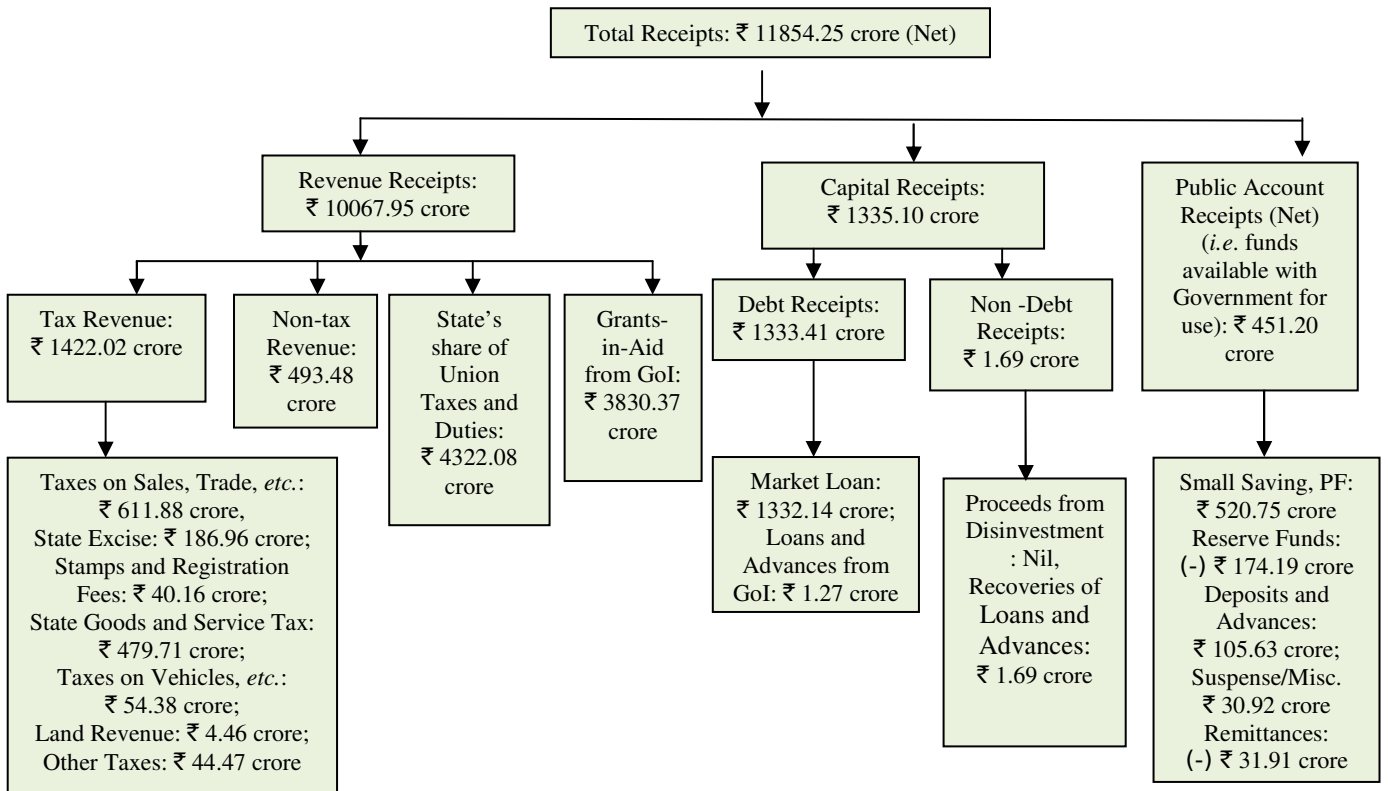 Total Receipts: ₹ 11854.25 crore (Net)
Revenue Receipts:
₹ 10067.95 crore
Capital Receipts:
₹ 1335.10 crore
Public Account
Receipts (Net)
(i.e. funds
available with
Government for
use): ₹ 451.20
crore
Tax Revenue:
₹ 1422.02 crore
Non-tax
Revenue:
₹ 493.48
crore
State's
share of
Union
Taxes and
Duties:
₹ 4322.08
crore
Grants-
in-Aid
from GoI:
₹ 3830.37
crore
Debt Receipts:
₹ 1333.41 crore
Non -Debt
Receipts:
₹ 1.69 crore
Taxes on Sales, Trade, etc.:
₹ 611.88 crore,
State Excise: ₹ 186.96 crore;
Stamps and Registration
Fees: ₹ 40.16 crore;
State Goods and Service Tax:
₹ 479.71 crore;
Taxes on Vehicles, etc.:
₹ 54.38 crore;
Land Revenue: ₹ 4.46 crore;
Other Taxes: ₹ 44.47 crore
Market Loan:
₹ 1332.14 crore;
Loans and
Advances from
GoI: ₹ 1.27 crore
Proceeds from
Disinvestment
: Nil,
Recoveries of
Loans and
Advances:
₹ 1.69 crore
Small Saving, PF:
₹ 520.75 crore
Reserve Funds:
(-) ₹ 174.19 crore
Deposits and
Advances:
₹ 105.63 crore;
Suspense/Misc.
₹ 30.92 crore
Remittances:
(-) ₹ 31.91 crore